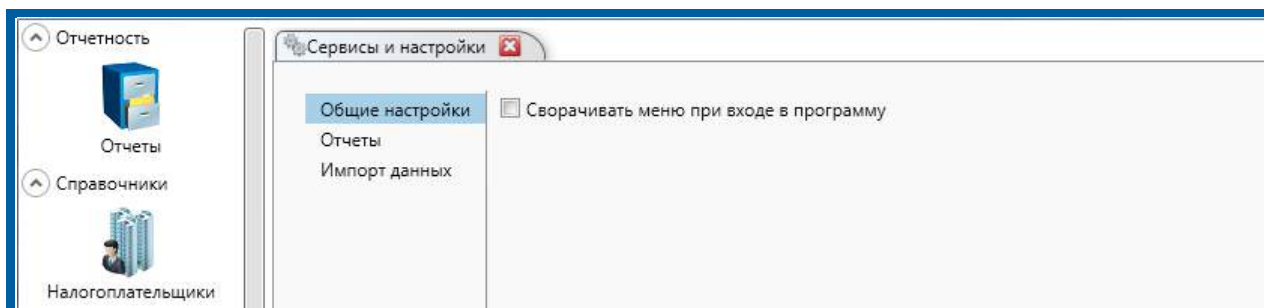 Отчетность
Отчеты
Справочники
Налогоплательщики
Сервисы и настройки
Общие настройки
Отчеты
Импорт данных
Сворачивать меню при входе в программу